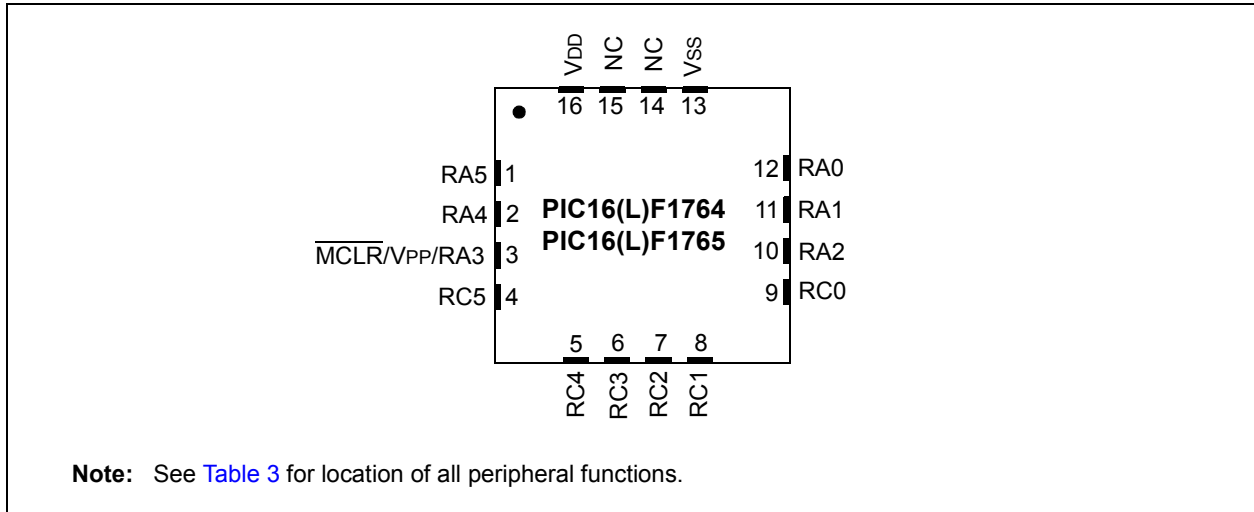 VDD NC NC VSS
16 15 14 13
RA5 1 12 RA0
RA4 2 PIC16(L)F1764 11 RA1
PIC16(L)F1765
MCLR/VPP/RA3 3 10 RA2
RC5 4 9 RC0
5 6 7 8
RC4 RC3 RC2 RC1
Note: See Table 3 for location of all peripheral functions.